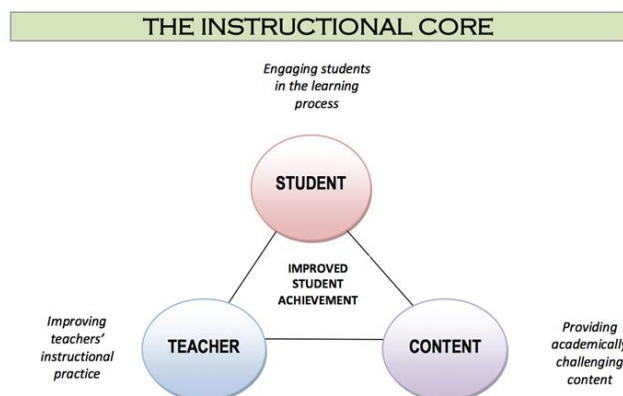 THE INSTRUCTIONAL CORE
Engaging students
in the learning
process
STUDENT
IMPROVED
STUDENT
ACHIEVEMENT
Improving
teachers'
instructional
practice
TEACHER
CONTENT
Providing
academically
challenging
content